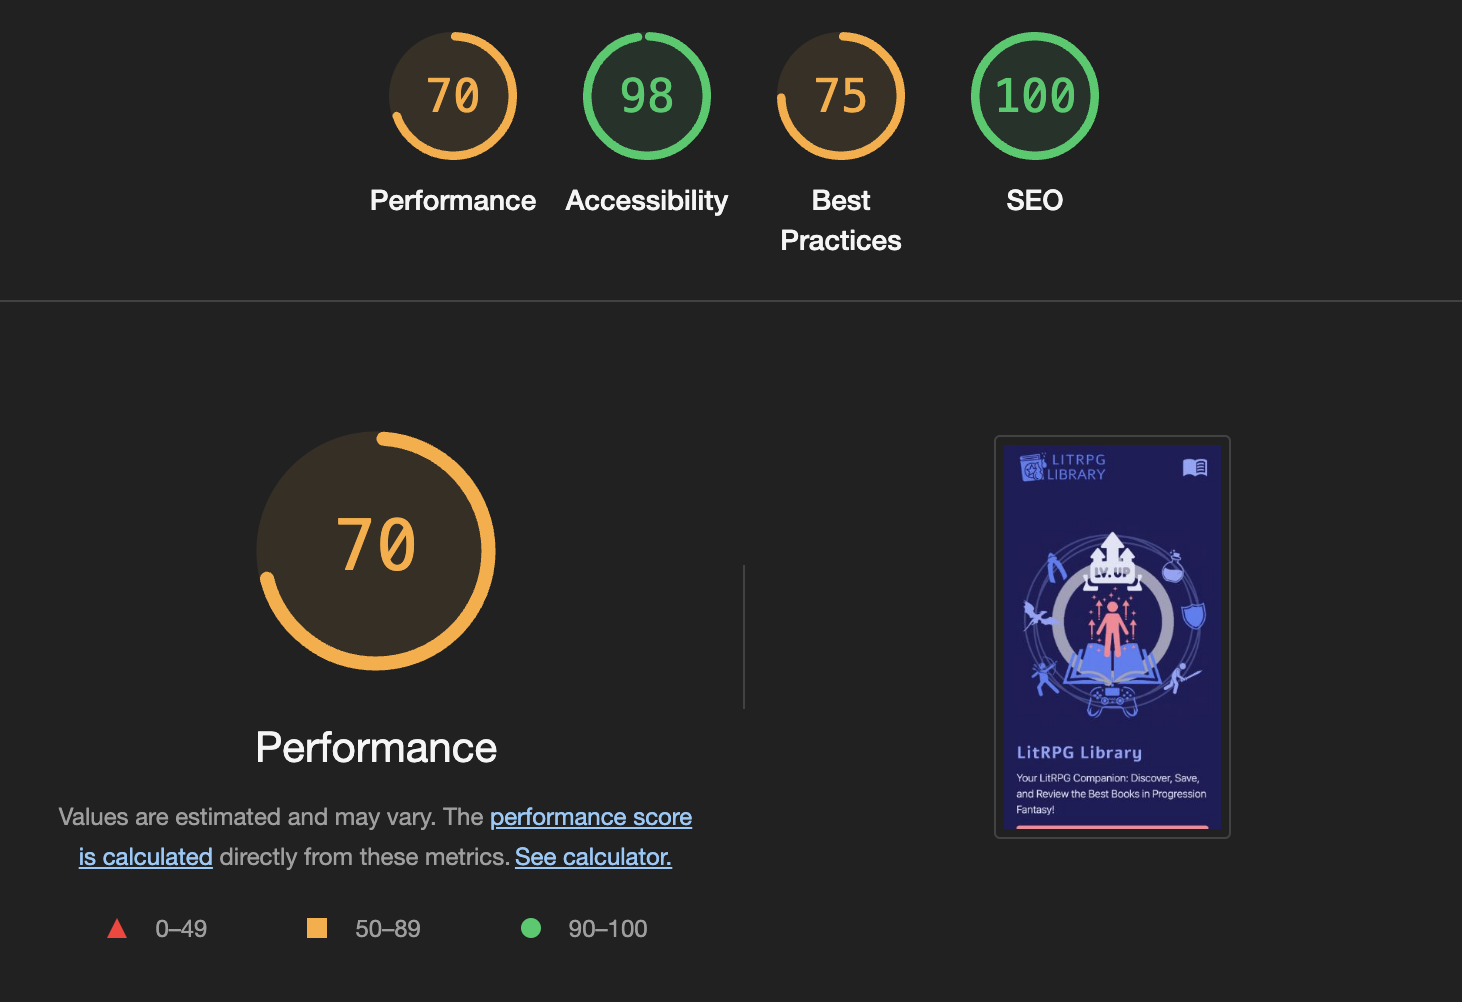 70
98
75
100
Performance
Accessibility
Best
Practices
SEO
70
Performance
Values are estimated and may vary. The performance score
is calculated directly from these metrics. See calculator.
0–49
50–89
90–100
LITRPG
LIBRARY
LV. UP
LitRPG Library
Your LitRPG Companion: Discover, Save,
and Review the Best Books in Progression
Fantasy!